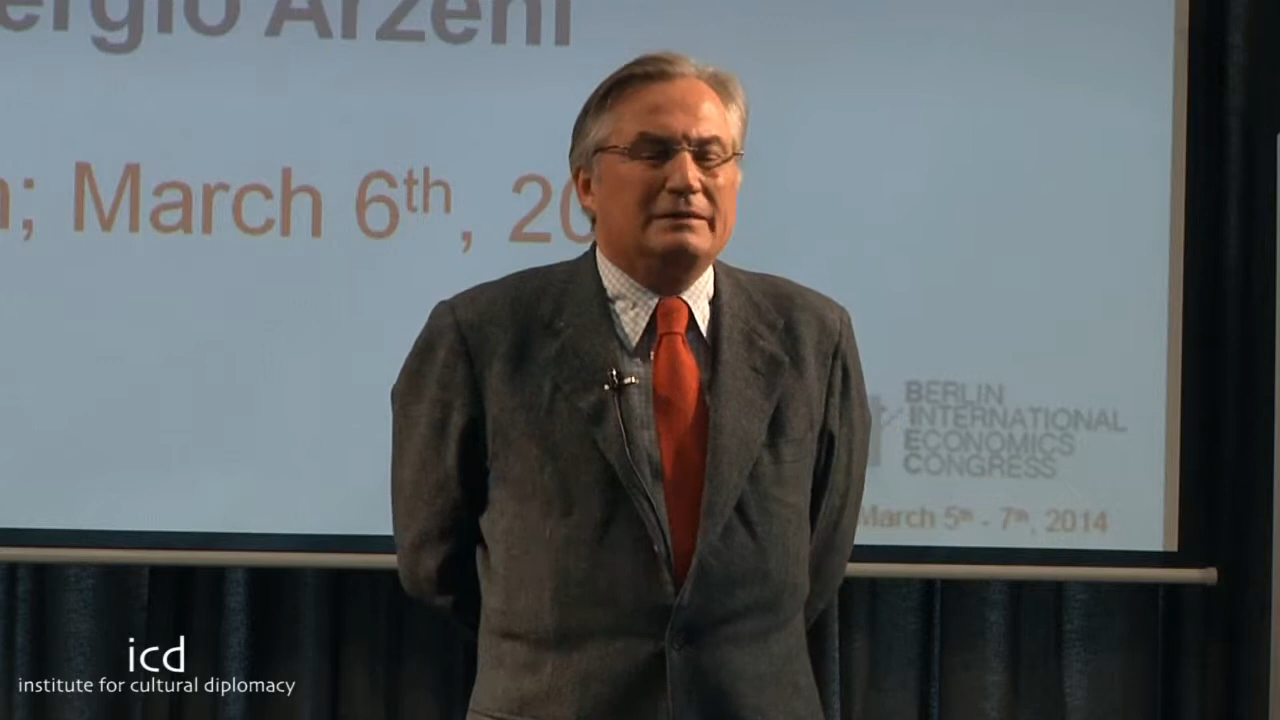 ergio Arzeni
; March 6th, 20
BERLIN
INTERNATIONAL
ECONOMICS
CONGRESS
March 5th - 7th, 2014
icd
institute for cultural diplomacy